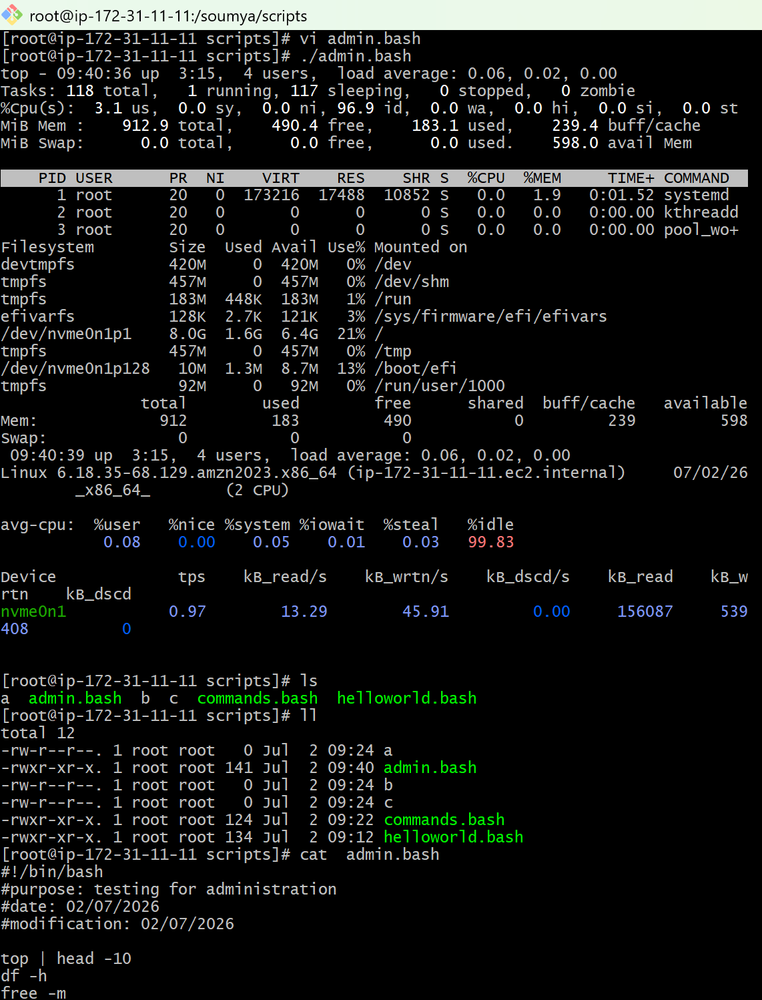 root@ip-172-31-11-11:/soumya/scripts
[root@ip-172-31-11-11 scripts]# vi admin.bash
[root@ip-172-31-11-11 scripts]# ./admin.bash
top - 09:40:36 up  3:15,  4 users,  load average: 0.06, 0.02, 0.00
Tasks: 118 total,   1 running, 117 sleeping,   0 stopped,   0 zombie
%Cpu(s):  3.1 us,  0.0 sy,  0.0 ni, 96.9 id,  0.0 wa,  0.0 hi,  0.0 si,  0.0 st
MiB Mem :    912.9 total,    490.4 free,    183.1 used,    239.4 buff/cache
MiB Swap:      0.0 total,      0.0 free,      0.0 used.    598.0 avail Mem
    PID USER      PR  NI    VIRT    RES    SHR S  %CPU  %MEM     TIME+ COMMAND
      1 root      20   0  173216  17488  10852 S   0.0   1.9   0:01.52 systemd
      2 root      20   0       0      0      0 S   0.0   0.0   0:00.00 kthreadd
      3 root      20   0       0      0      0 S   0.0   0.0   0:00.00 pool_wo+
Filesystem        Size  Used Avail Use% Mounted on
devtmpfs          420M     0  420M   0% /dev
tmpfs             457M     0  457M   0% /dev/shm
tmpfs             183M  448K  183M   1% /run
efivarfs          128K  2.7K  121K   3% /sys/firmware/efi/efivars
/dev/nvme0n1p1    8.0G  1.6G  6.4G  21% /
tmpfs             457M     0  457M   0% /tmp
/dev/nvme0n1p128   10M  1.3M  8.7M  13% /boot/efi
tmpfs              92M     0   92M   0% /run/user/1000
               total        used        free      shared  buff/cache   available
Mem:             912         183         490           0         239         598
Swap:              0           0           0
 09:40:39 up  3:15,  4 users,  load average: 0.06, 0.02, 0.00
Linux 6.18.35-68.129.amzn2023.x86_64 (ip-172-31-11-11.ec2.internal)     07/02/26
        _x86_64_        (2 CPU)
avg-cpu:  %user   %nice %system %iowait  %steal   %idle
           0.08    0.00    0.05    0.01    0.03   99.83
Device             tps    kB_read/s    kB_wrtn/s    kB_dscd/s    kB_read    kB_w
rtn    kB_dscd
nvme0n1           0.97        13.29        45.91         0.00     156087     539
408          0
[root@ip-172-31-11-11 scripts]# ls
a  admin.bash  b  c  commands.bash  helloworld.bash
[root@ip-172-31-11-11 scripts]# ll
total 12
-rw-r--r--. 1 root root   0 Jul  2 09:24 a
-rwxr-xr-x. 1 root root 141 Jul  2 09:40 admin.bash
-rw-r--r--. 1 root root   0 Jul  2 09:24 b
-rw-r--r--. 1 root root   0 Jul  2 09:24 c
-rwxr-xr-x. 1 root root 124 Jul  2 09:22 commands.bash
-rwxr-xr-x. 1 root root 134 Jul  2 09:12 helloworld.bash
[root@ip-172-31-11-11 scripts]# cat  admin.bash
#!/bin/bash
#purpose: testing for administration
#date: 02/07/2026
#modification: 02/07/2026
top | head -10
df -h
free -m